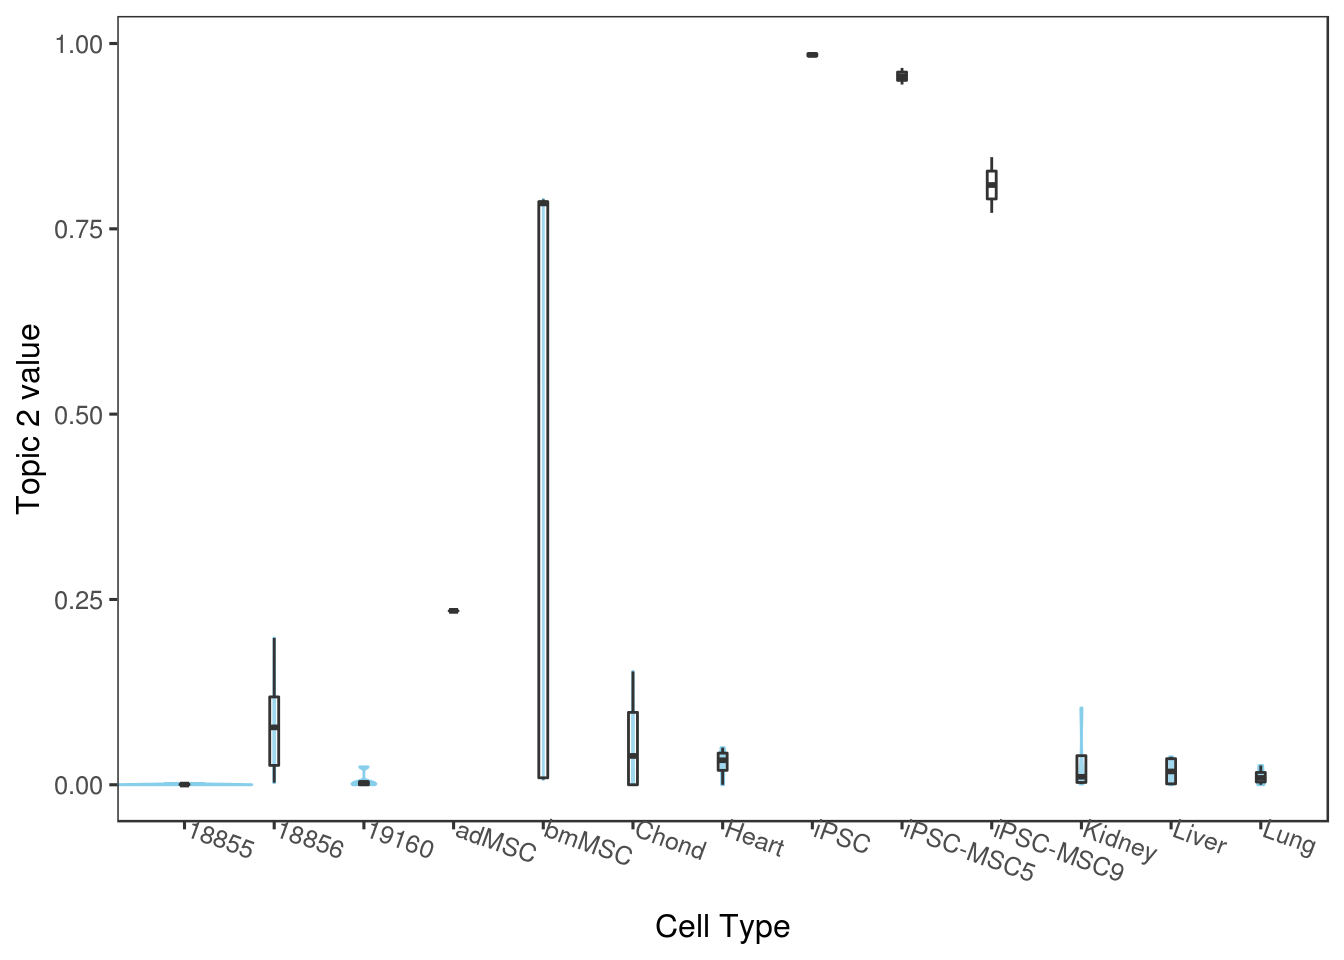 1.00
0.75
0.50
0.25
0.00
Topic 2 value
18855
18856
19160
adMSC
bmMSC
Chond
Heart
iPSC
iPSC-MSC5
iPSC-MSC9
Kidney
Liver
Lung
Cell Type